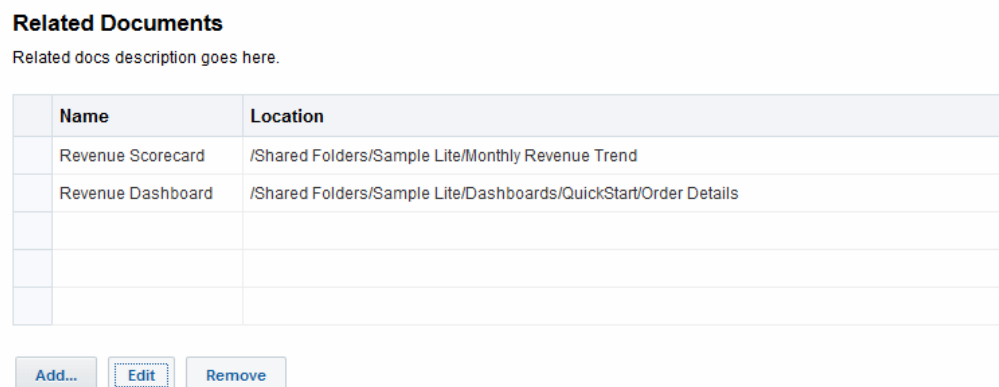 Related Documents
Related docs description goes here.
Name Location
Revenue Scorecard /Shared Folders/Sample Lite/Monthly Revenue Trend
Revenue Dashboard /Shared Folders/Sample Lite/Dashboards/QuickStart/Order Details
Add... Edit Remove